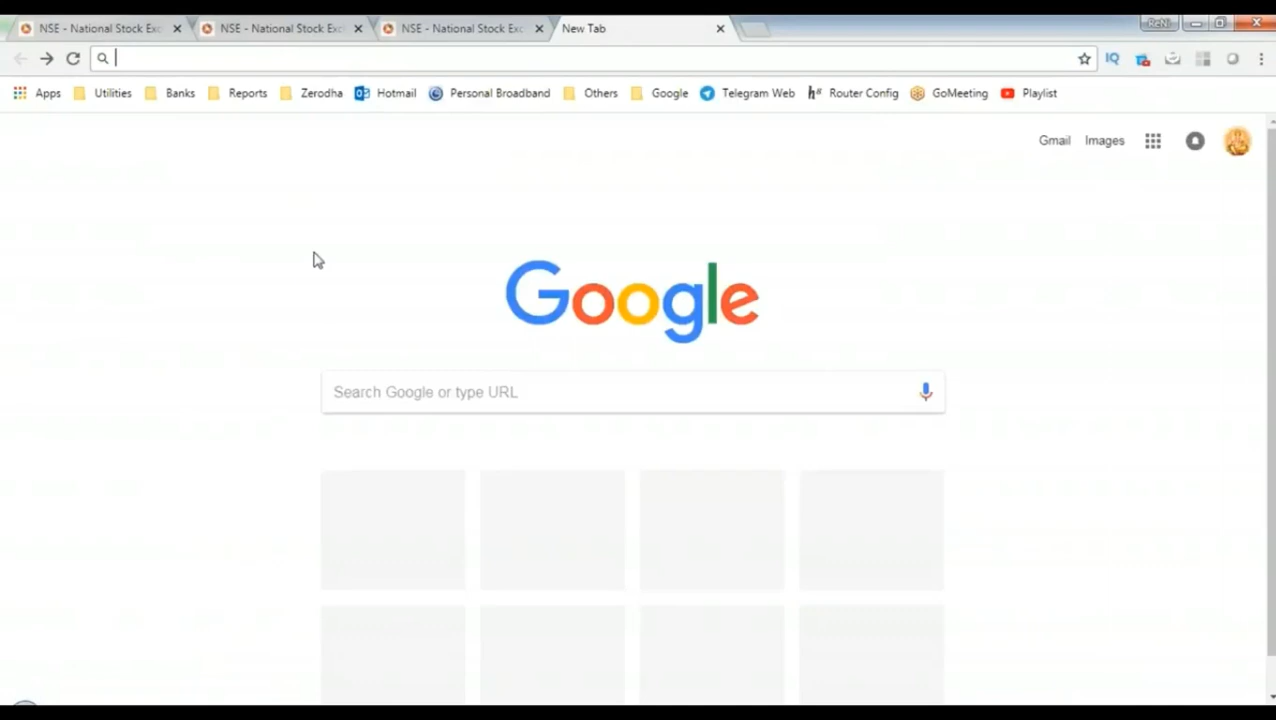 NSE - National Stock Exc NSE - National Stock Exc NSE - National Stock Exc New Tab ReNi
IQ
Apps Utilities Banks Reports Zerodha Hotmail Personal Broadband Others Google Telegram Web Router Config GoMeeting Playlist
Gmail Images
Google
Search Google or type URL